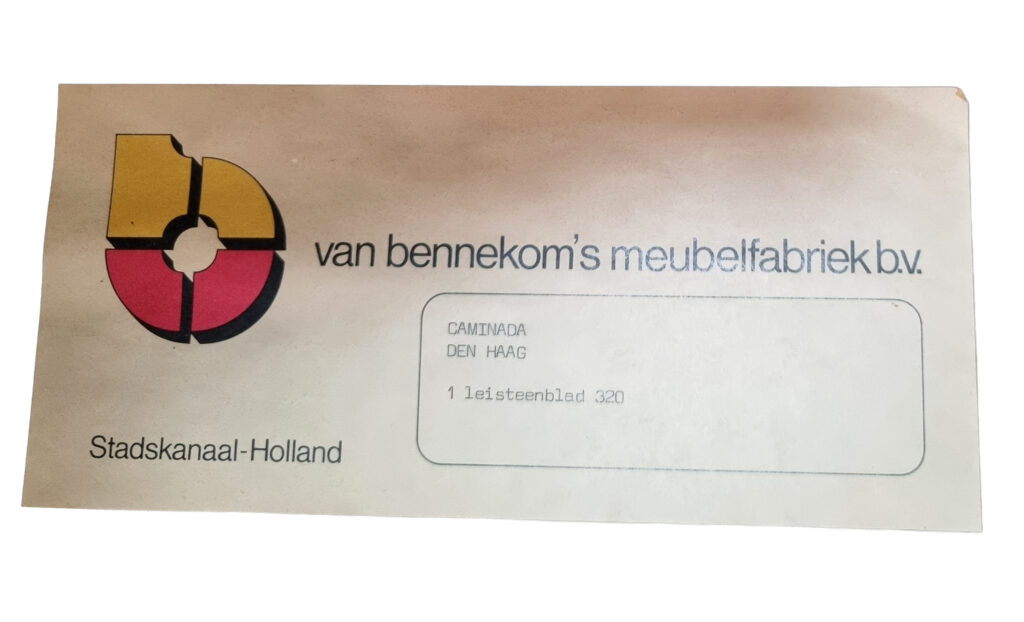 van bennekom's meubelfabriek b.v.
CAMINADA
DEN HAAG
1 leisteenblad 320
Stadskanaal-Holland